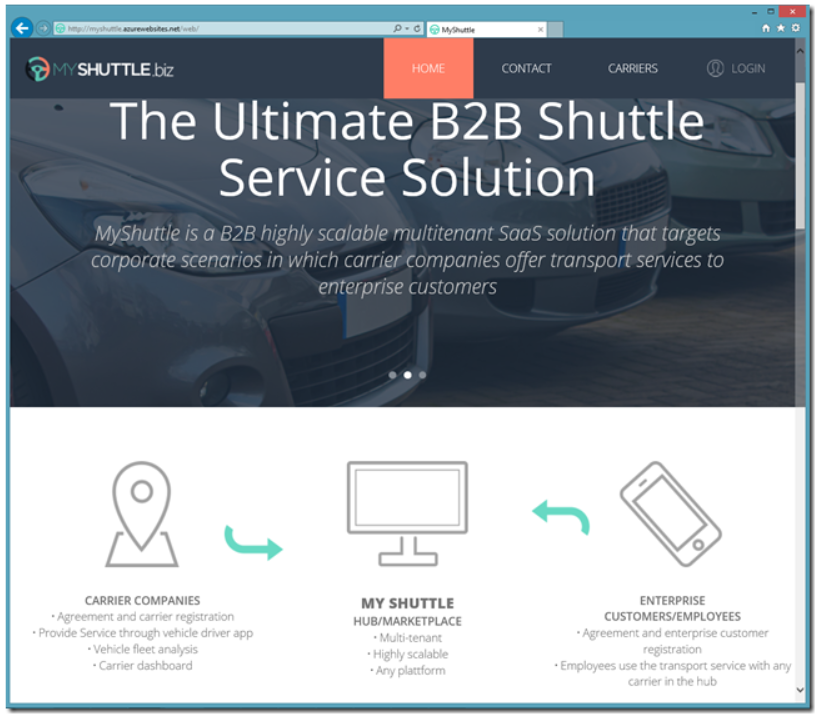 http://myshuttle.azurewebsites.net/web/
MyShuttle
MYSHUTTLE.biz
HOME
CONTACT
CARRIERS
LOGIN
The Ultimate B2B Shuttle
Service Solution
MyShuttle is a B2B highly scalable multitenant SaaS solution that targets
corporate scenarios in which carrier companies offer transport services to
enterprise customers
CARRIER COMPANIES
• Agreement and carrier registration
• Provide Service through vehicle driver app
• Vehicle fleet analysis
• Carrier dashboard
MY SHUTTLE
HUB/MARKETPLACE
• Multi-tenant
• Highly scalable
• Any plattform
ENTERPRISE
CUSTOMERS/EMPLOYEES
• Agreement and enterprise customer
registration
• Employees use the transport service with any
carrier in the hub